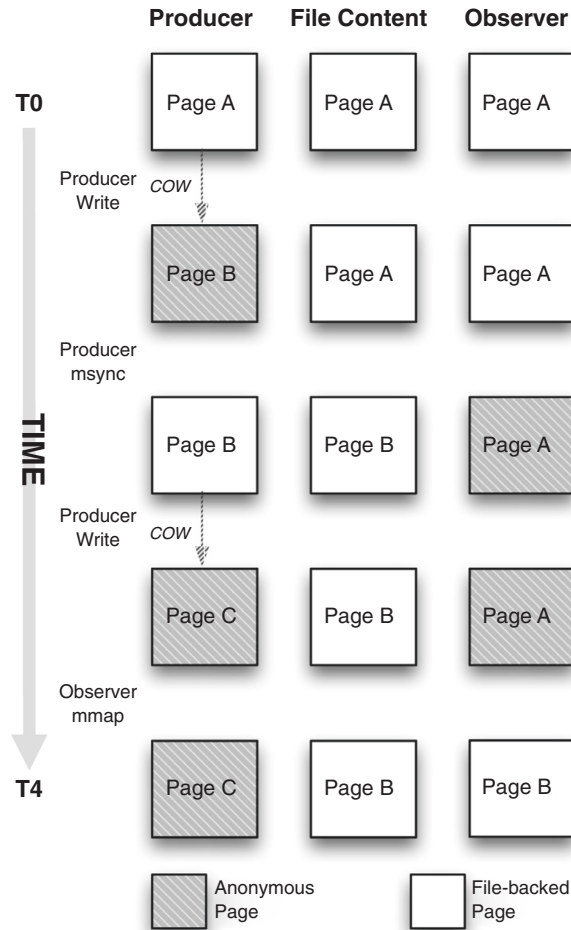 Producer File Content Observer
T0 Page A Page A Page A
Producer
Write
COW
Page B Page A Page A
Producer
msync
TIME
Page B Page B Page A
Producer
Write
COW
Page C Page B Page A
Observer
mmap
T4 Page C Page B Page B
Anonymous
Page
File-backed
Page